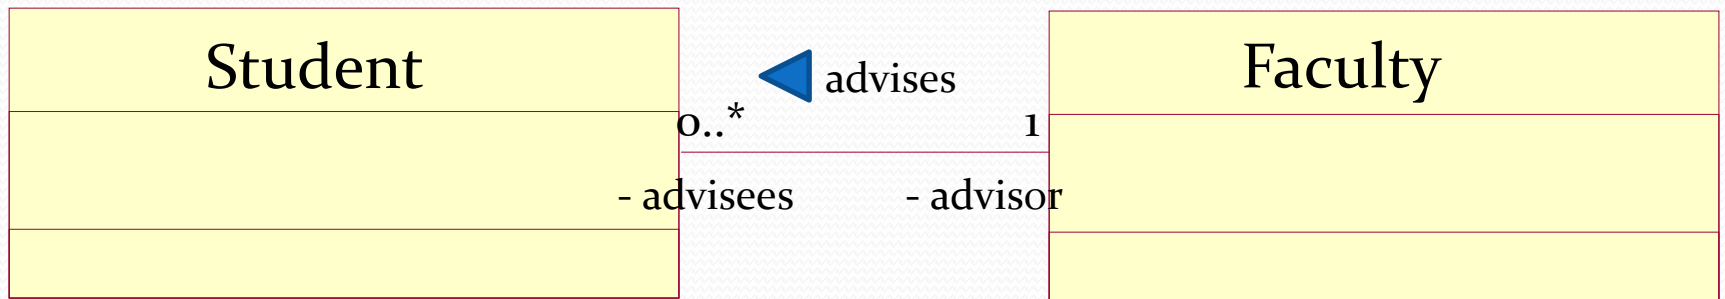 Student
advises
Faculty
0..*
1
- advisees
- advisor